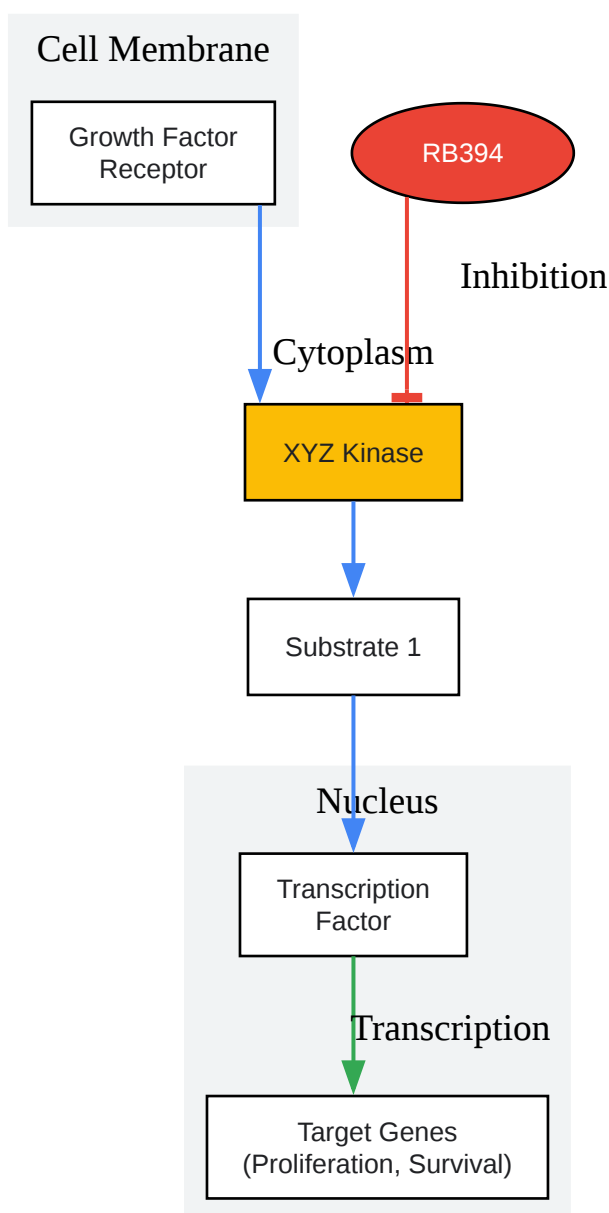 Cell Membrane
Growth Factor
Receptor
RB394
Inhibition
Cytoplasm
XYZ Kinase
Substrate 1
Nucleus
Transcription
Factor
Transcription
Target Genes
(Proliferation, Survival)